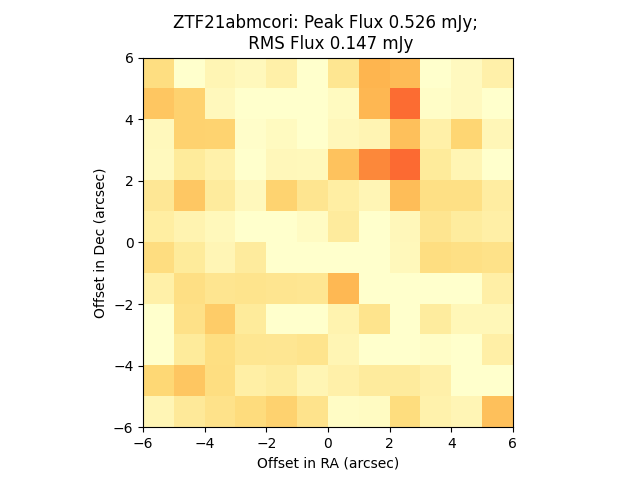 ZTF21abmcori: Peak Flux 0.526 mJy;
RMS Flux 0.147 mJy
6
4
2
0
−2
−4
−6
Offset in Dec (arcsec)
−6 −4 −2 0 2 4 6
Offset in RA (arcsec)